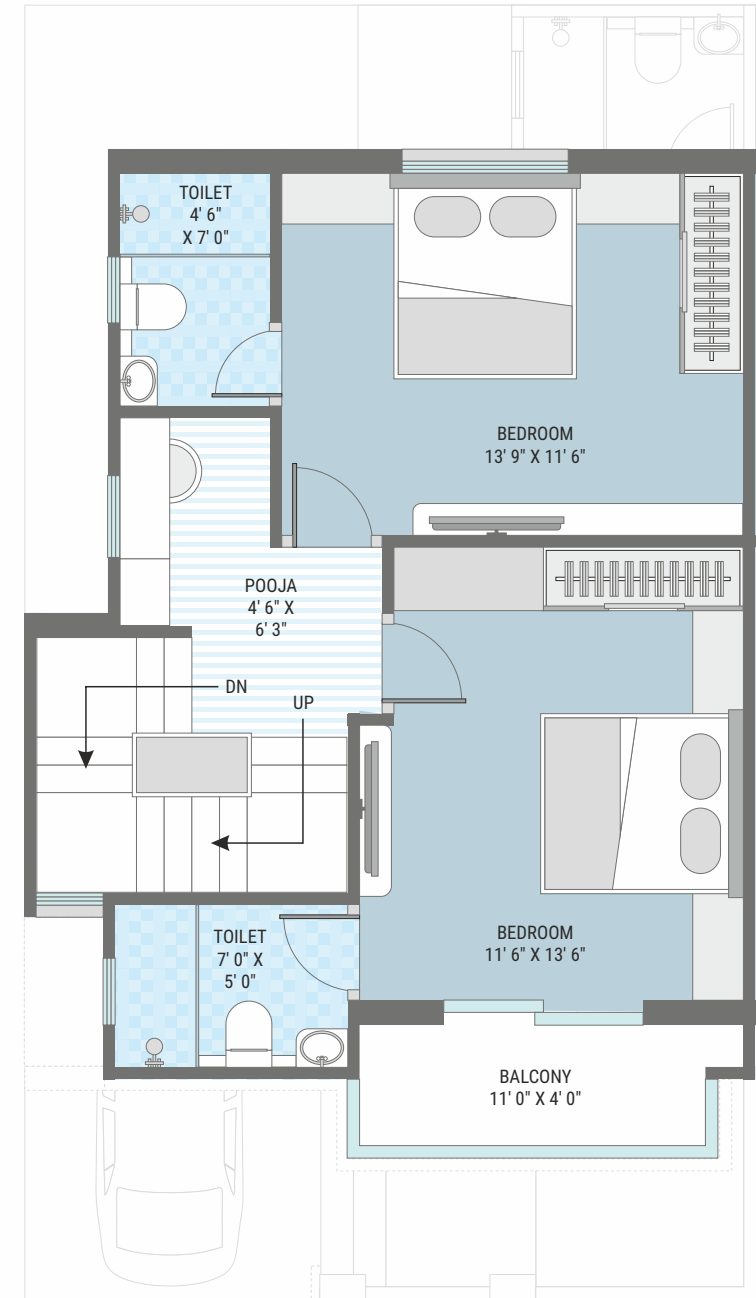 TOILET
4' 6"
X 7' 0"
BEDROOM
13' 9" X 11' 6"
POOJA
4' 6" X
6' 3"
DN
UP
TOILET
7' 0" X
5' 0"
BEDROOM
11' 6" X 13' 6"
BALCONY
11' 0" X 4' 0"